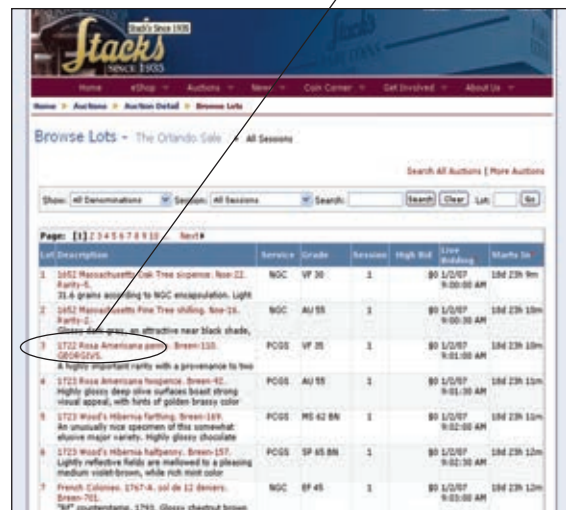 Stack's Since 1935
Stacks
SINCE 1935
Home eShop Auctions News Coin Corner Get Involved About Us
Home Auctions Auction Detail Browse Lots
Browse Lots - The Orlando Sale All Sessions
Search All Auctions | More Auctions
Show: All Denominations Session: All Sessions Search: Search Clear Lot: Go
Page: [1] 2 3 4 5 6 7 8 9 10 ... Next
Lot Description Service Grade Session High Bid Live Bidding Starts In
1 1652 Massachusetts Oak Tree sixpence. Noe-22. NGC VF 30 1 $0 1/2/07 18d 23h 9m
Rarity-5. 9:00:00 AM
31.6 grams according to NGC encapsulation. Light
2 1652 Massachusetts Pine Tree shilling. Noe-16. NGC AU 55 1 $0 1/2/07 18d 23h 10m
Rarity-2. 9:00:30 AM
Glossy dark gray, an attractive near black shade,
3 1722 Rosa Americana penny. Breen-110. PCGS VF 35 1 $0 1/2/07 18d 23h 10m
GEORGIVS. 9:01:00 AM
A highly important rarity with a provenance to two
4 1723 Rosa Americana twopence. Breen-92. PCGS AU 55 1 $0 1/2/07 18d 23h 11m
Highly glossy deep olive surfaces boast strong 9:01:30 AM
visual appeal, with hints of golden brassy color
5 1723 Wood's Hibernia farthing. Breen-169. PCGS MS 62 BN 1 $0 1/2/07 18d 23h 11m
An unusually nice specimen of this somewhat 9:02:00 AM
elusive major variety. Highly glossy chocolate
6 1723 Wood's Hibernia halfpenny. Breen-157. PCGS SP 65 BN 1 $0 1/2/07 18d 23h 12m
Lightly reflective fields are mellowed to a pleasing 9:02:30 AM
medium violet-brown, while rich mint color
7 French Colonies. 1767-A. sol de 12 deniers. NGC EF 45 1 $0 1/2/07 18d 23h 12m
Breen-701. 9:03:00 AM
"RF" counterstamp, 1793. Glossy chestnut brown